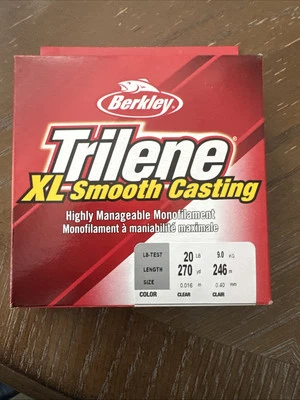 Berkley
Trilene
XL Smooth Casting
Highly Manageable Monofilament
Monofilament à maniabilité maximale
LB-TEST 20 LB 9.0 KG
LENGTH 270 yd 246 m
SIZE 0.016 in 0.40 mm
COLOR CLEAR CLAIR